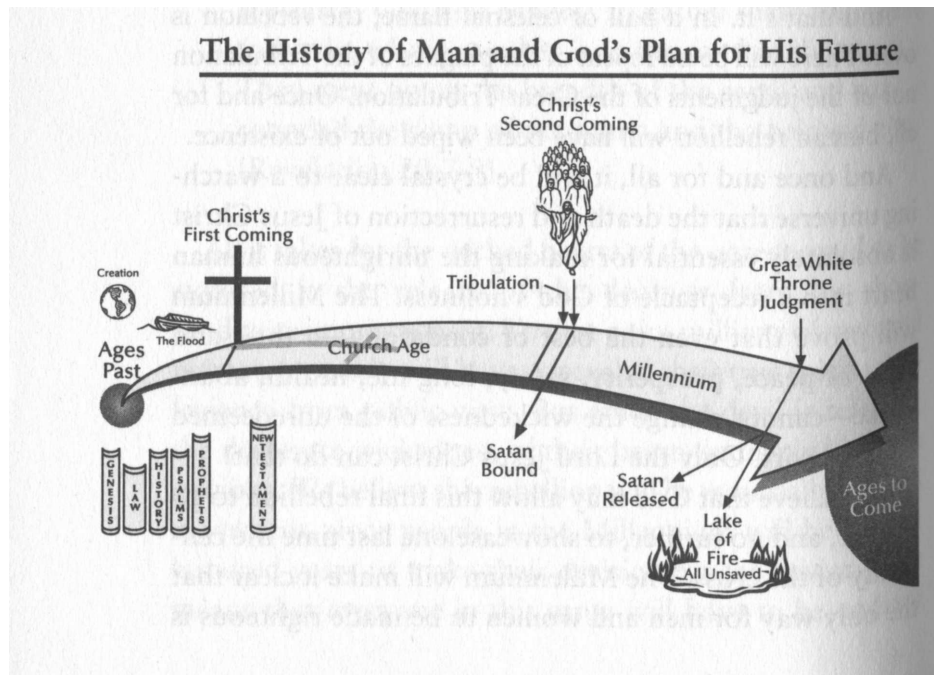 The History of Man and God's Plan for His Future
Christ's
Second Coming
Christ's
First Coming
Creation
Tribulation
Great White
Throne
Judgment
The Flood
Ages
Past
Church Age
Millennium
GENESIS
LAW
HISTORY
PSALMS
PROPHETS
NEW TESTMENT
Satan
Bound
Satan
Released
Ages to
Come
Lake
of
Fire
All Unsaved